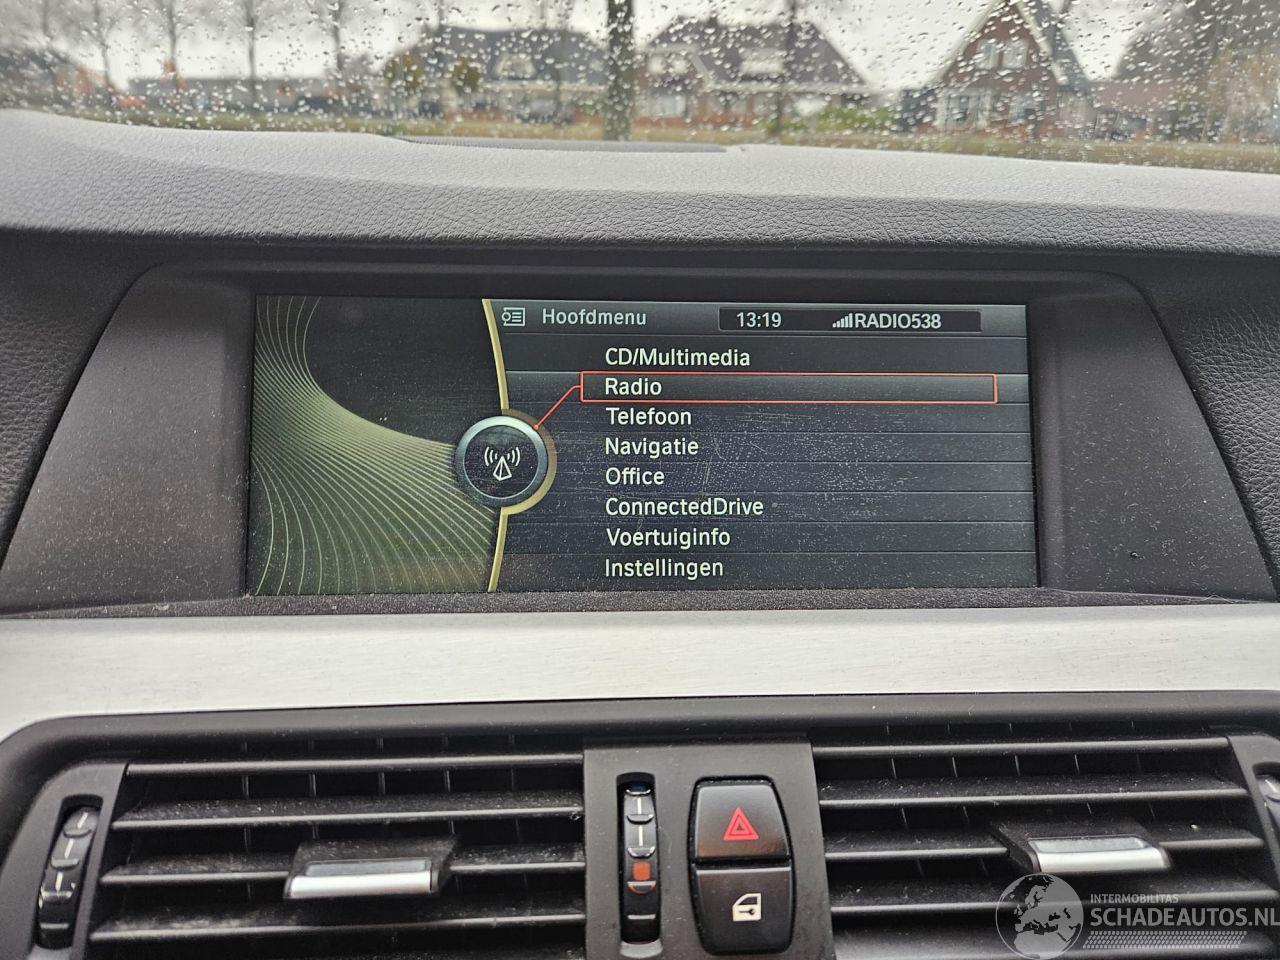 Hoofdmenu 13:19 RADIO538
CD/Multimedia
Radio
Telefoon
Navigatie
Office
ConnectedDrive
Voertuiginfo
Instellingen
INTERMOBILITAS
SCHADEAUTOS.NL